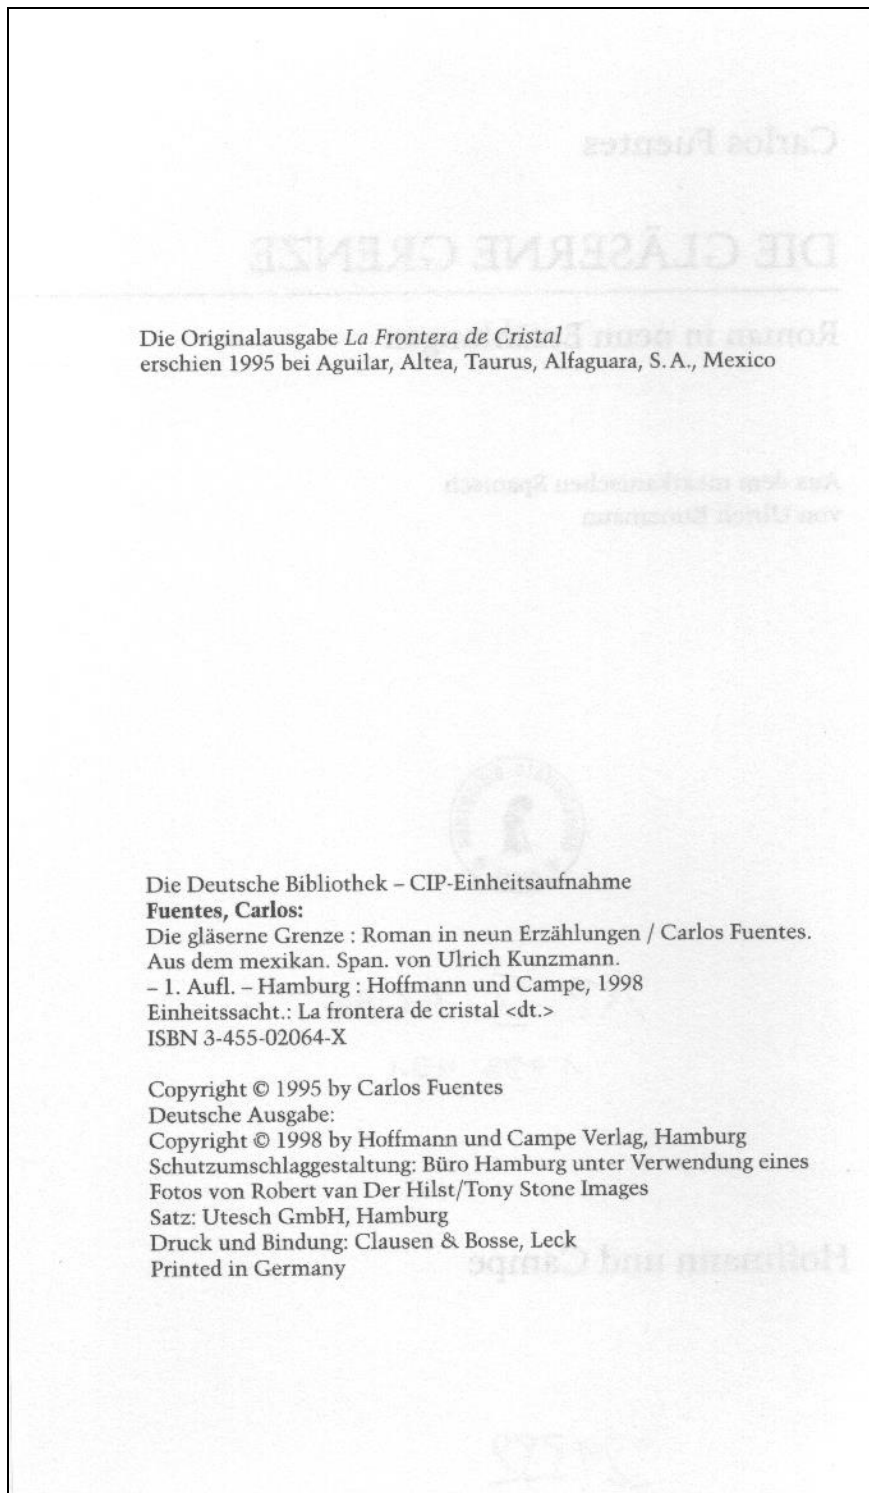 Die Originalausgabe La Frontera de Cristal
erschien 1995 bei Aguilar, Altea, Taurus, Alfaguara, S. A., Mexico
Die Deutsche Bibliothek – CIP-Einheitsaufnahme
Fuentes, Carlos:
Die gläserne Grenze : Roman in neun Erzählungen / Carlos Fuentes.
Aus dem mexikan. Span. von Ulrich Kunzmann.
– 1. Aufl. – Hamburg : Hoffmann und Campe, 1998
Einheitssacht.: La frontera de cristal <dt.>
ISBN 3-455-02064-X
Copyright © 1995 by Carlos Fuentes
Deutsche Ausgabe:
Copyright © 1998 by Hoffmann und Campe Verlag, Hamburg
Schutzumschlaggestaltung: Büro Hamburg unter Verwendung eines
Fotos von Robert van Der Hilst/Tony Stone Images
Satz: Utesch GmbH, Hamburg
Druck und Bindung: Clausen & Bosse, Leck
Printed in Germany